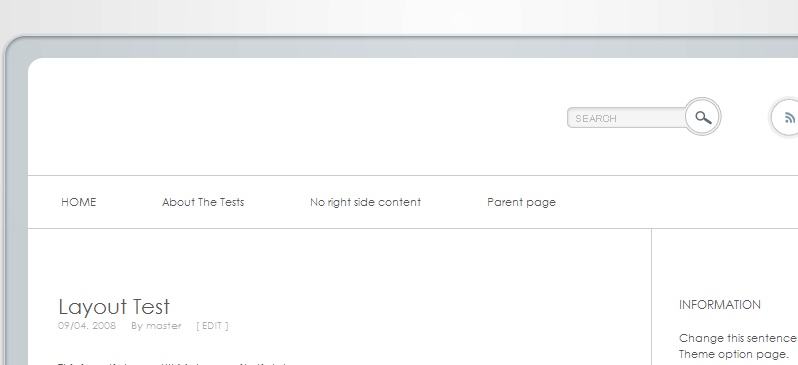 SEARCH
HOME About The Tests No right side content Parent page
Layout Test
09/04. 2008 By master [ EDIT ]
INFORMATION
Change this sentence
Theme option page.